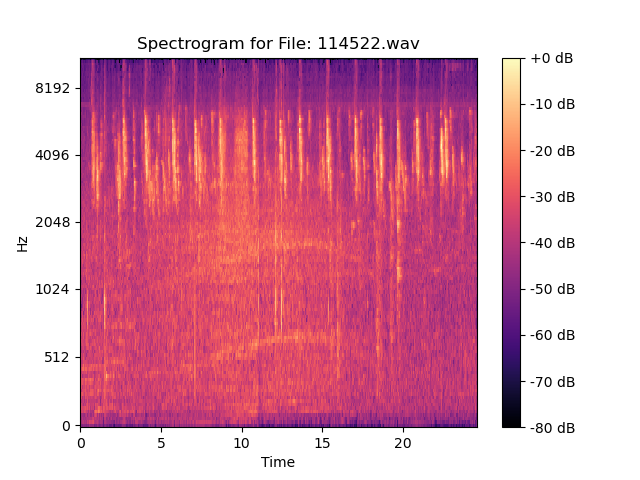 Spectrogram for File: 114522.wav
+0 dB
8192
-10 dB
4096
-20 dB
-30 dB
2048
Hz
-40 dB
1024
-50 dB
512
-60 dB
-70 dB
0
-80 dB
0 5 10 15 20
Time